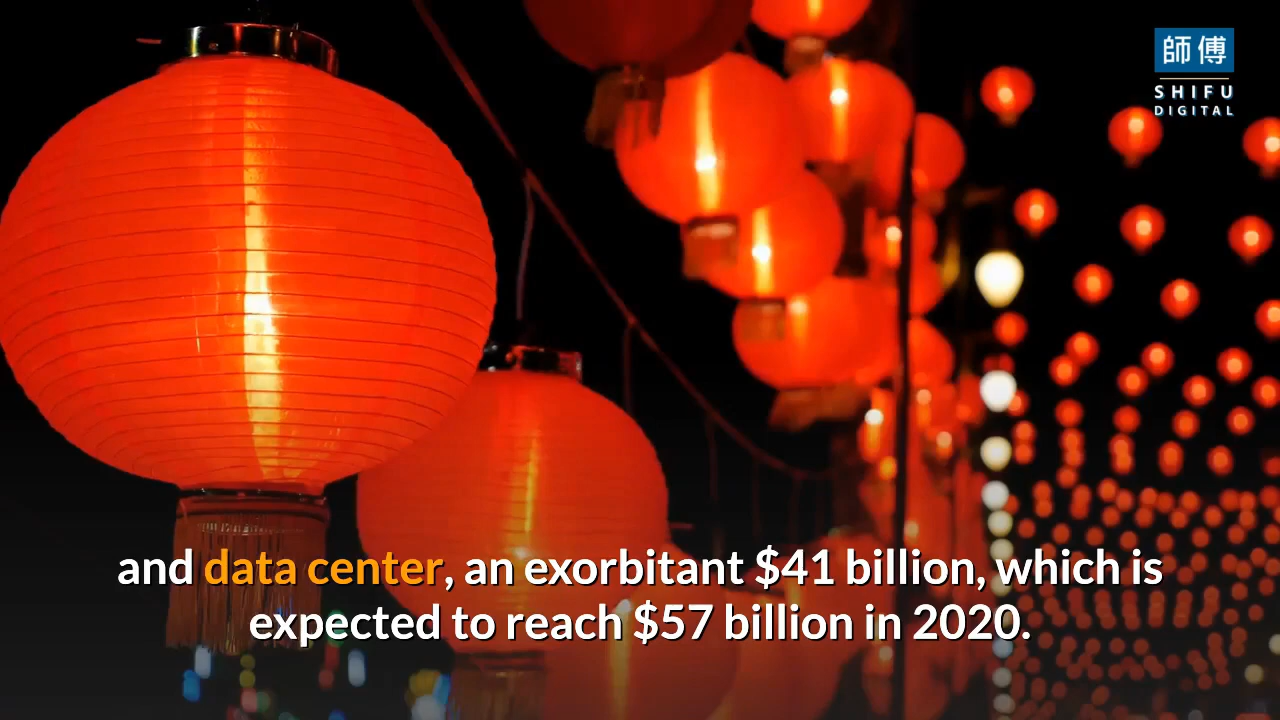 師傅
SHIFU
DIGITAL
and data center, an exorbitant $41 billion, which is
expected to reach $57 billion in 2020.